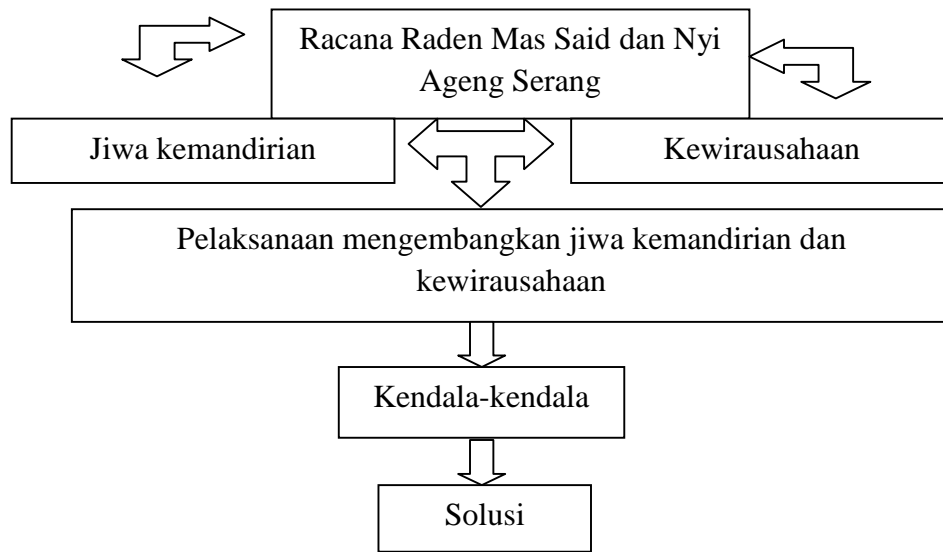 Racana Raden Mas Said dan Nyi
Ageng Serang
Jiwa kemandirian
Kewirausahaan
Pelaksanaan mengembangkan jiwa kemandirian dan
kewirausahaan
Kendala-kendala
Solusi